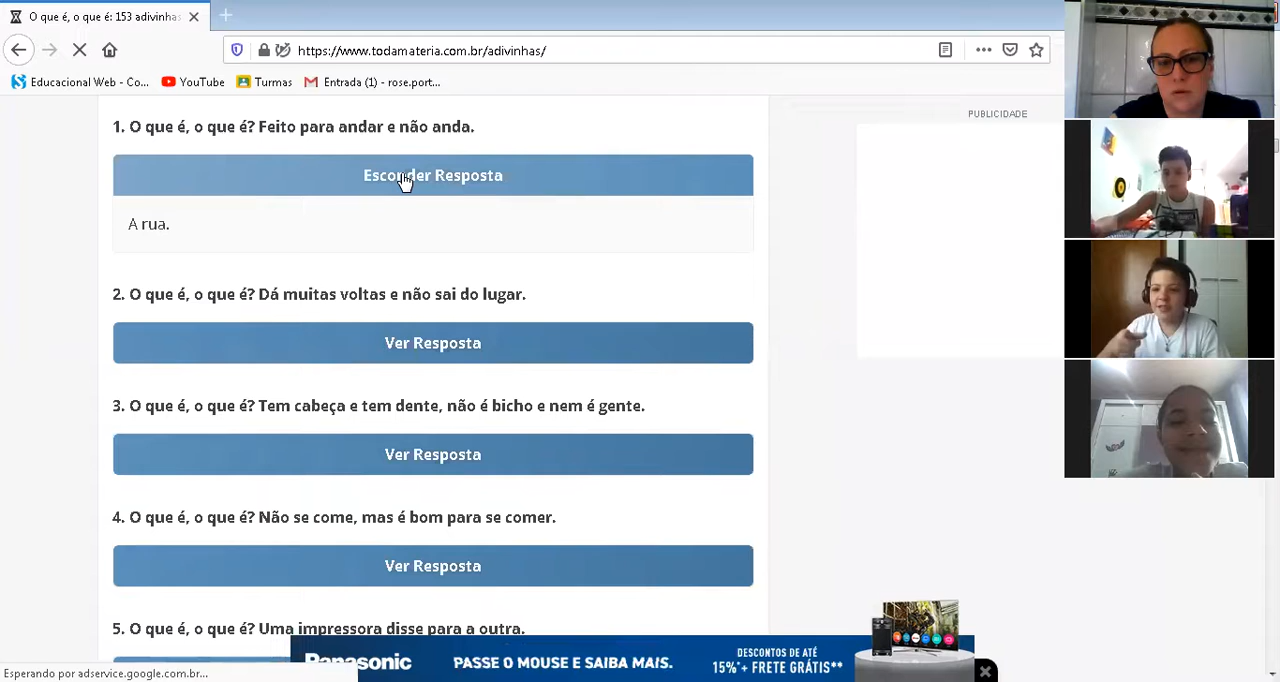 O que é, o que é: 153 adivinhas
https://www.todamateria.com.br/adivinhas/
Educacional Web - Co...
YouTube
Turmas
Entrada (1) - rose.port...
1. O que é, o que é? Feito para andar e não anda.
Esconder Resposta
A rua.
2. O que é, o que é? Dá muitas voltas e não sai do lugar.
Ver Resposta
3. O que é, o que é? Tem cabeça e tem dente, não é bicho e nem é gente.
Ver Resposta
4. O que é, o que é? Não se come, mas é bom para se comer.
Ver Resposta
5. O que é, o que é? Uma impressora disse para a outra.
PUBLICIDADE
Panasonic
PASSE O MOUSE E SAIBA MAIS.
DESCONTOS DE ATÉ
15%*+ FRETE GRÁTIS**
Esperando por adservice.google.com.br...